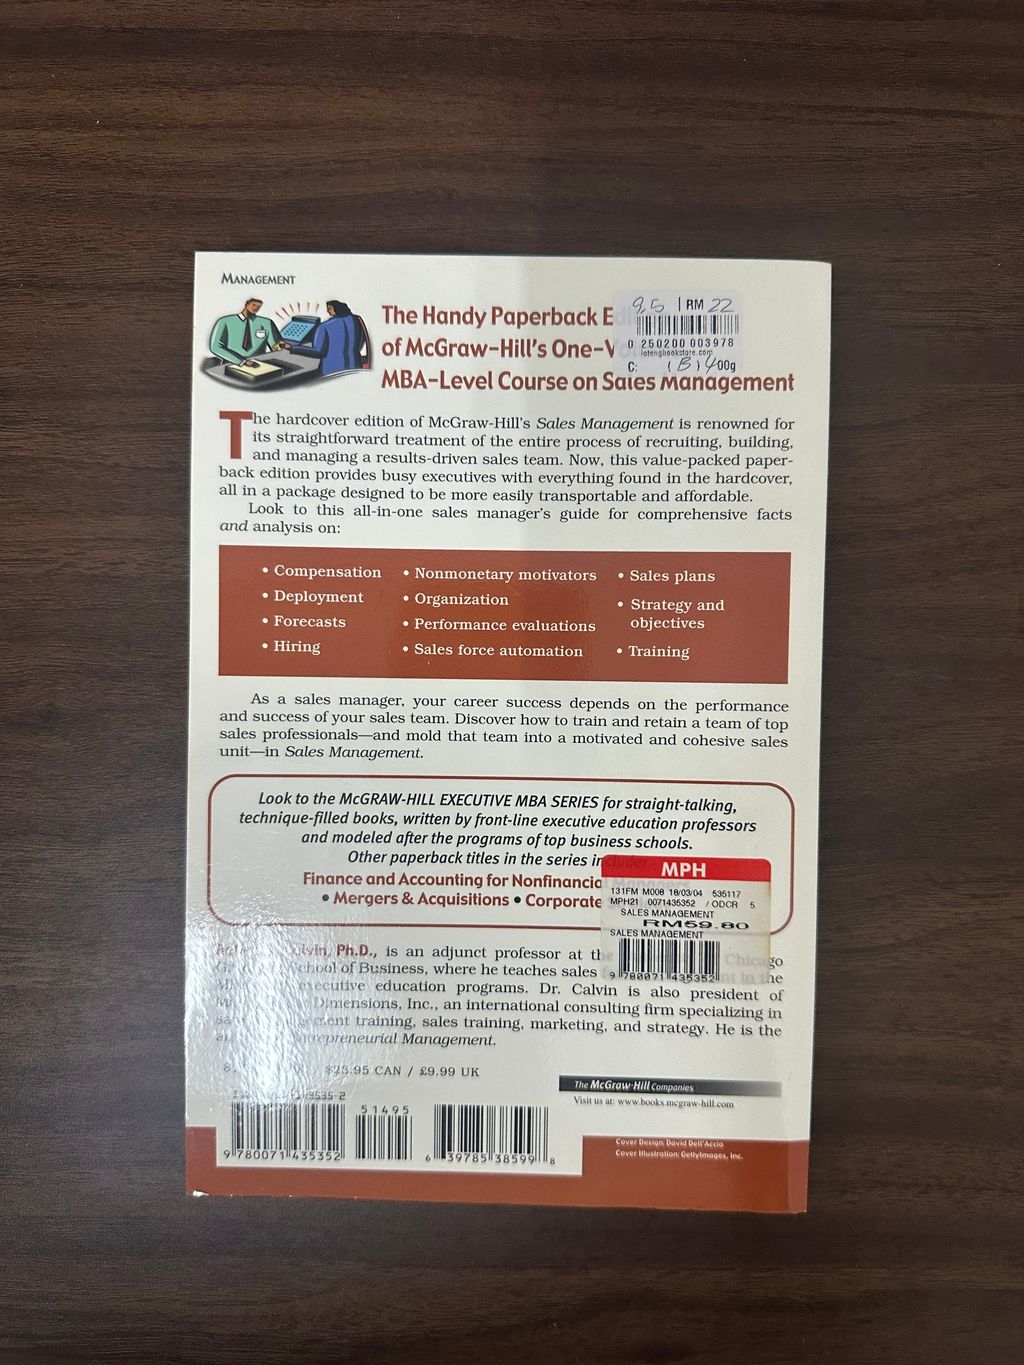 MANAGEMENT
The Handy Paperback
of McGraw-Hill's One-
MBA-Level Course on Sales Management
9.5 | RM 22
0 250200 003978
C: (B) 400g
The hardcover edition of McGraw-Hill's Sales Management is renowned for
its straightforward treatment of the entire process of recruiting, building,
and managing a results-driven sales team. Now, this value-packed paper-
back edition provides busy executives with everything found in the hardcover,
all in a package designed to be more easily transportable and affordable.
Look to this all-in-one sales manager's guide for comprehensive facts
and analysis on:
• Compensation
• Deployment
• Forecasts
• Hiring
• Nonmonetary motivators
• Organization
• Performance evaluations
• Sales force automation
• Sales plans
• Strategy and
objectives
• Training
As a sales manager, your career success depends on the performance
and success of your sales team. Discover how to train and retain a team of top
sales professionals—and mold that team into a motivated and cohesive sales
unit—in Sales Management.
Look to the McGRAW-HILL EXECUTIVE MBA SERIES for straight-talking,
technique-filled books, written by front-line executive education professors
and modeled after the programs of top business schools.
Other paperback titles in the series include:
Finance and Accounting for Managers
• Mergers & Acquisitions • Corporate
MPH
131FM M008 18/03/04 535117
MPH21 0071435352 / ODCR 5
SALES MANAGEMENT
RM59.80
SALES MANAGEMENT
9 780071 435352
Ph.D., is an adjunct professor at the Chicago
School of Business, where he teaches sales in the
executive education programs. Dr. Calvin is also president of
Dimensions, Inc., an international consulting firm specializing in
training, sales training, marketing, and strategy. He is the
Entrepreneurial Management.
/ $23.95 CAN / £9.99 UK
The McGraw-Hill Companies
Visit us at: www.books.mcgraw-hill.com
51495
9 780071 435352
6 39785 38599 8
Cover Design: David Dell'Accio
Cover Illustration: GettyImages, Inc.